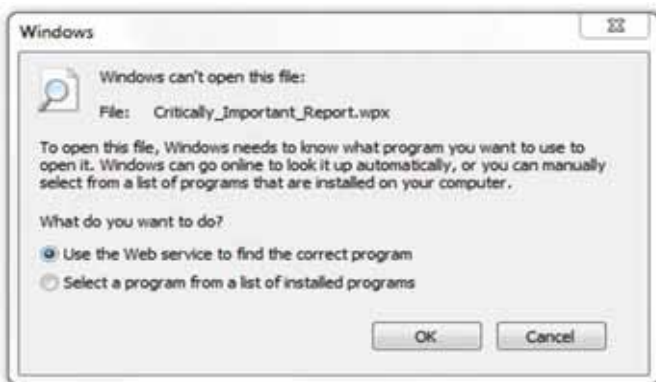 Windows
Windows can't open this file:
File: Critically_Important_Report.wpx
To open this file, Windows needs to know what program you want to use to
open it. Windows can go online to look it up automatically, or you can manually
select from a list of programs that are installed on your computer.
What do you want to do?
Use the Web service to find the correct program
Select a program from a list of installed programs
OK Cancel